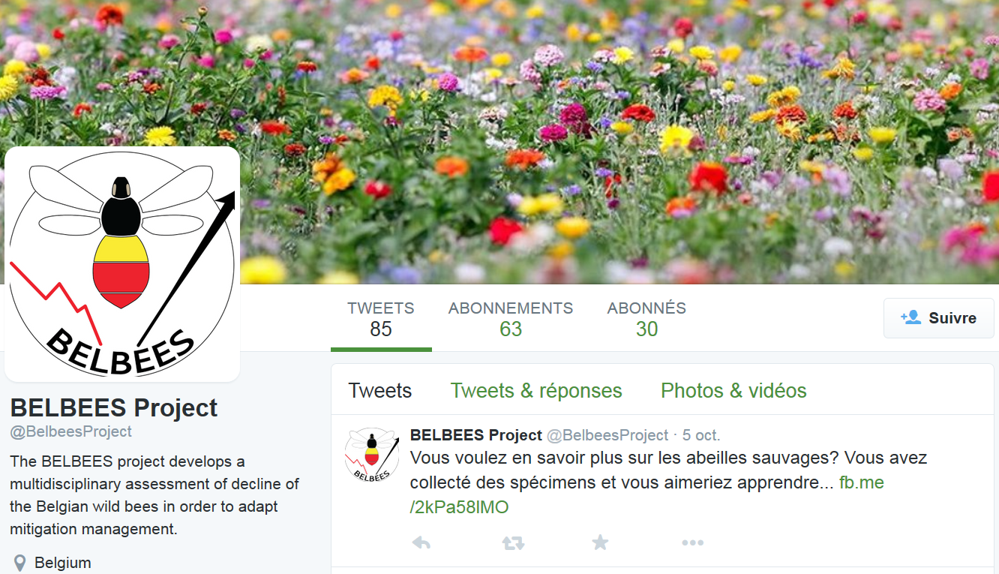 BELBEES
TWEETS
85
ABONNEMENTS
63
ABONNÉS
30
Suivre
BELBEES Project
@BelbeesProject
The BELBEES project develops a
multidisciplinary assessment of decline of
the Belgian wild bees in order to adapt
mitigation management.
Belgium
Tweets
Tweets & réponses
Photos & vidéos
BELBEES
BELBEES Project @BelbeesProject · 5 oct.
Vous voulez en savoir plus sur les abeilles sauvages? Vous avez
collecté des spécimens et vous aimeriez apprendre... fb.me
/2kPa58lMO